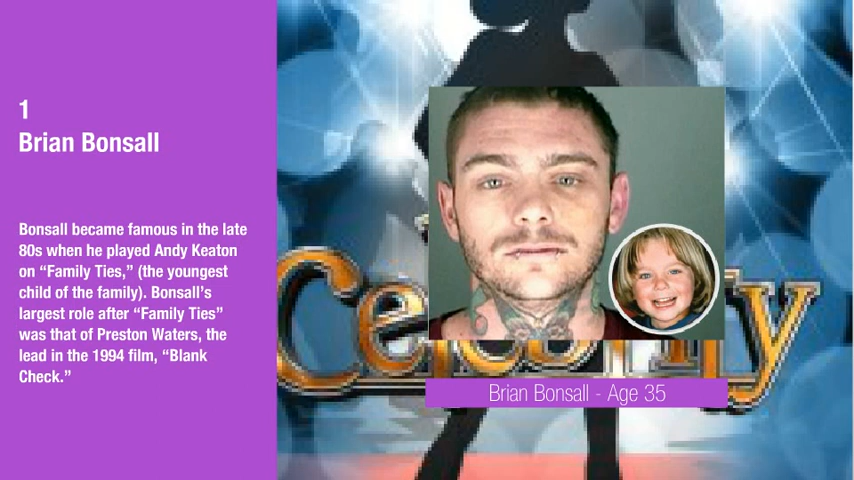 1
Brian Bonsall
Bonsall became famous in the late
80s when he played Andy Keaton
on “Family Ties,” (the youngest
child of the family). Bonsall’s
largest role after “Family Ties”
was that of Preston Waters, the
lead in the 1994 film, “Blank
Check.”
Celebrity
Brian Bonsall - Age 35